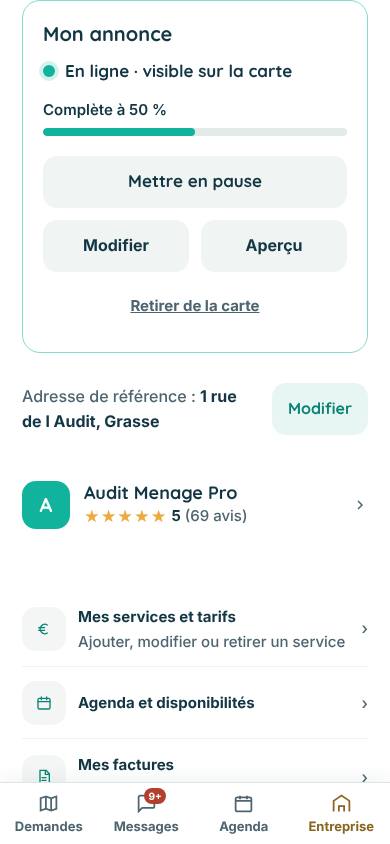 Mon annonce
En ligne · visible sur la carte
Complète à 50 %
Mettre en pause
Modifier
Aperçu
Retirer de la carte
Adresse de référence : 1 rue
de l Audit, Grasse
Modifier
A
Audit Menage Pro
★★★★★ 5 (69 avis)
€
Mes services et tarifs
Ajouter, modifier ou retirer un service
Agenda et disponibilités
Mes factures
9+
Demandes
Messages
Agenda
Entreprise